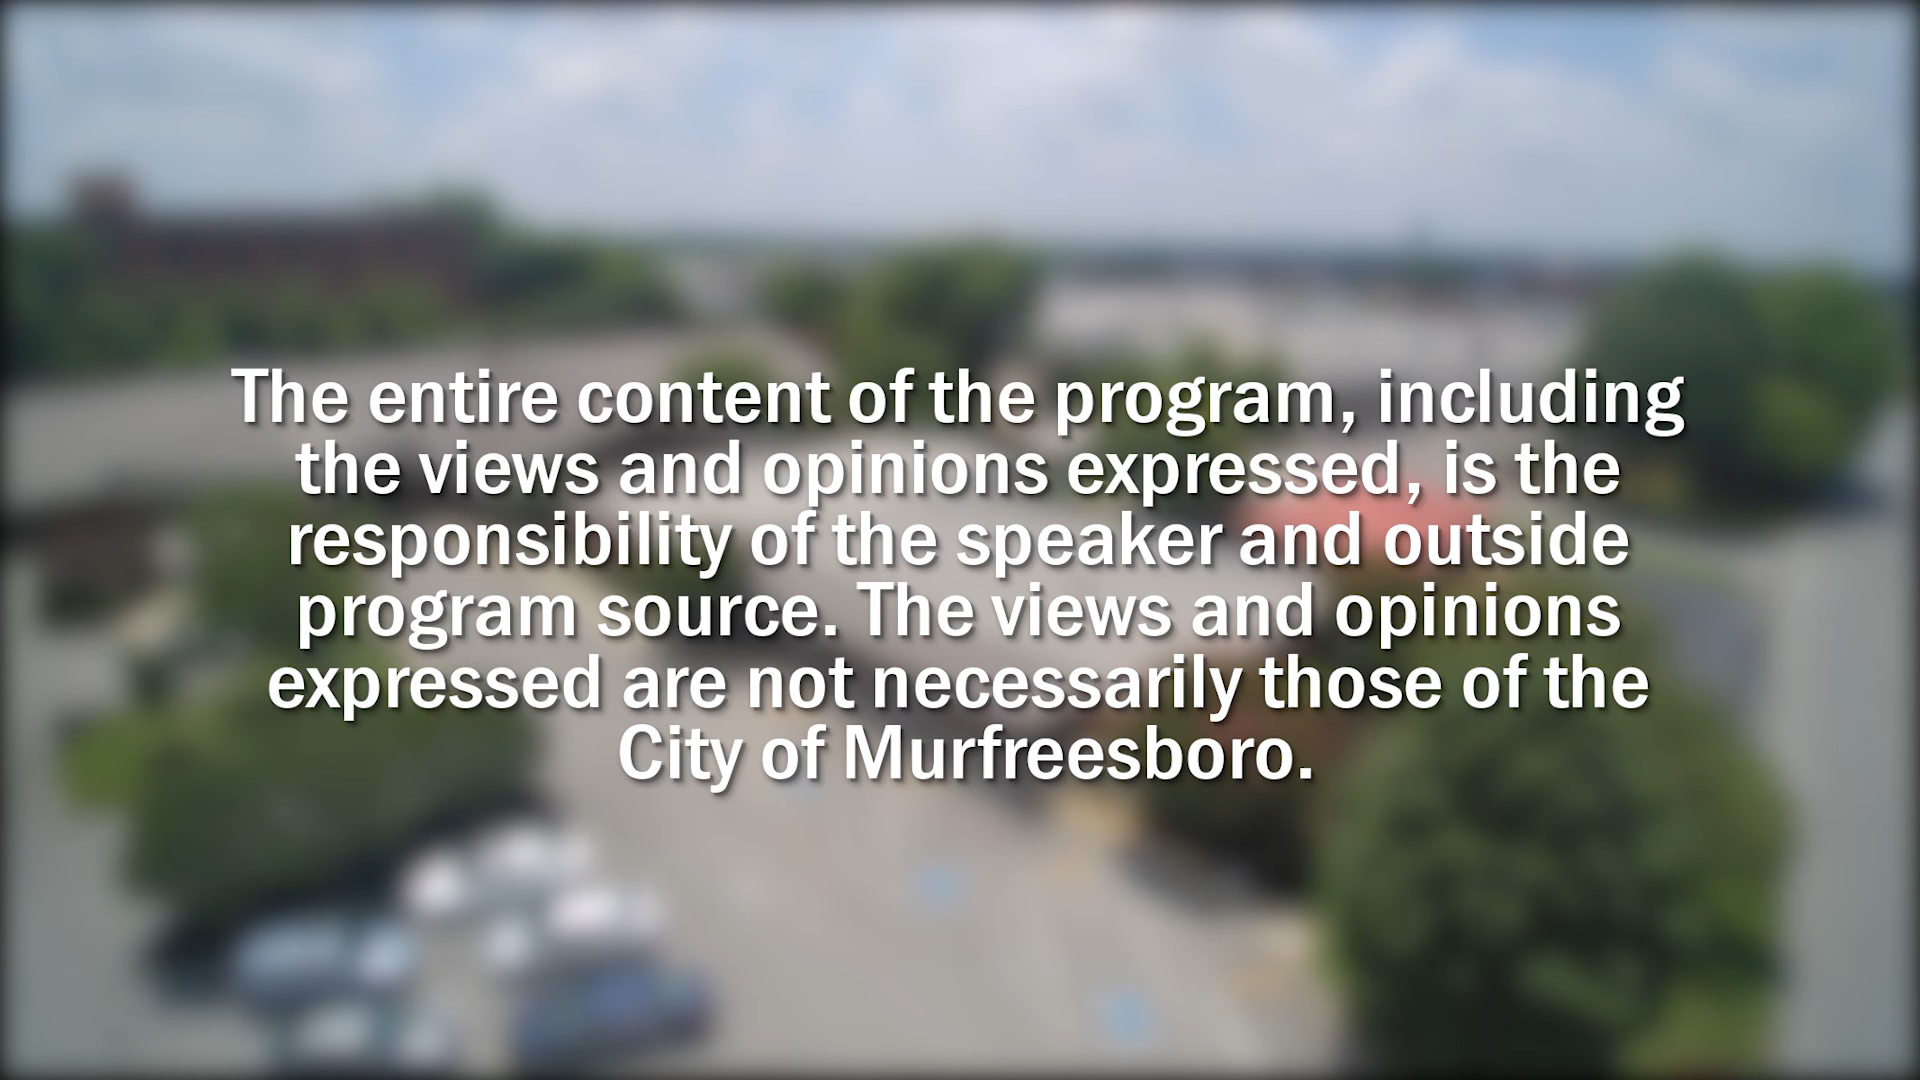 The entire content of the program, including
the views and opinions expressed, is the
responsibility of the speaker and outside
program source. The views and opinions
expressed are not necessarily those of the
City of Murfreesboro.